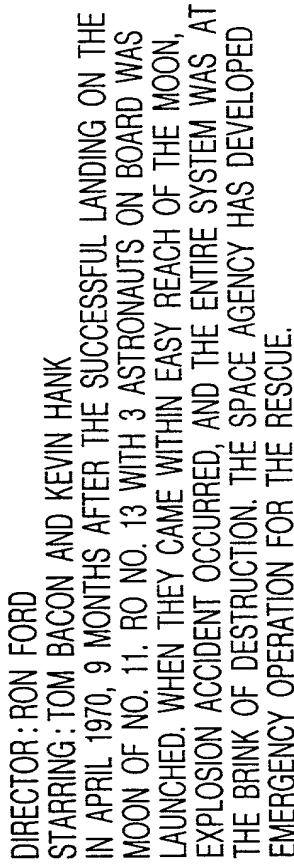 DIRECTOR: RON FORD
STARRING: TOM BACON AND KEVIN HANK
IN APRIL 1970, 9 MONTHS AFTER THE SUCCESSFUL LANDING ON THE
MOON OF NO. 11. RO NO. 13 WITH 3 ASTRONAUTS ON BOARD WAS
LAUNCHED. WHEN THEY CAME WITHIN EASY REACH OF THE MOON,
EXPLOSION ACCIDENT OCCURRED, AND THE ENTIRE SYSTEM WAS AT
THE BRINK OF DESTRUCTION. THE SPACE AGENCY HAS DEVELOPED
EMERGENCY OPERATION FOR THE RESCUE.